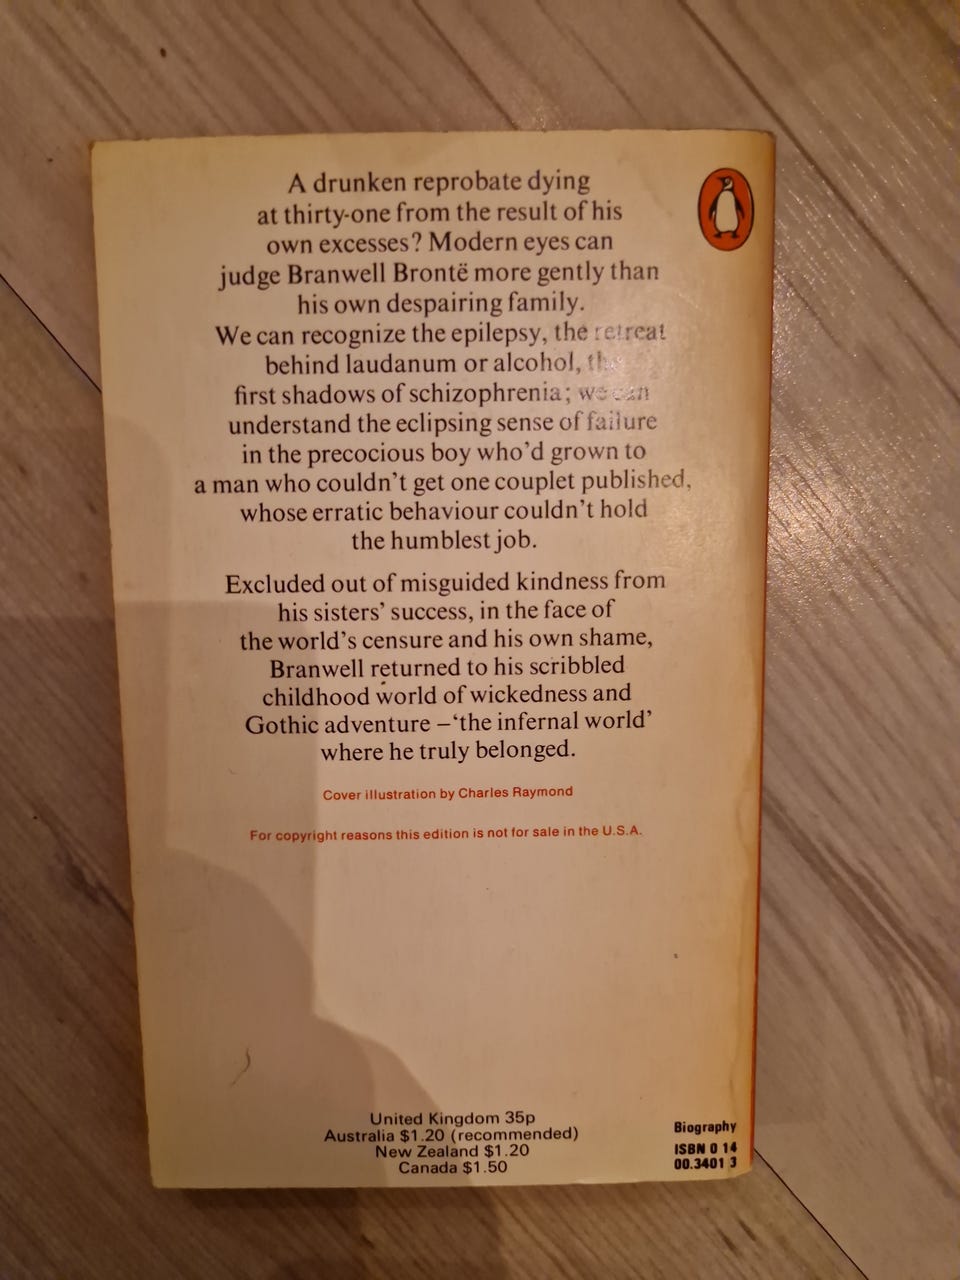 A drunken reprobate dying
at thirty-one from the result of his
own excesses? Modern eyes can
judge Branwell Brontë more gently than
his own despairing family.
We can recognize the epilepsy, the retreat
behind laudanum or alcohol, the
first shadows of schizophrenia; we can
understand the eclipsing sense of failure
in the precocious boy who'd grown to
a man who couldn't get one couplet published,
whose erratic behaviour couldn't hold
the humblest job.
Excluded out of misguided kindness from
his sisters' success, in the face of
the world's censure and his own shame,
Branwell returned to his scribbled
childhood world of wickedness and
Gothic adventure – 'the infernal world'
where he truly belonged.
Cover illustration by Charles Raymond
For copyright reasons this edition is not for sale in the U.S.A.
United Kingdom 35p
Australia $1.20 (recommended)
New Zealand $1.20
Canada $1.50
Biography
ISBN 0 14
00.3401 3